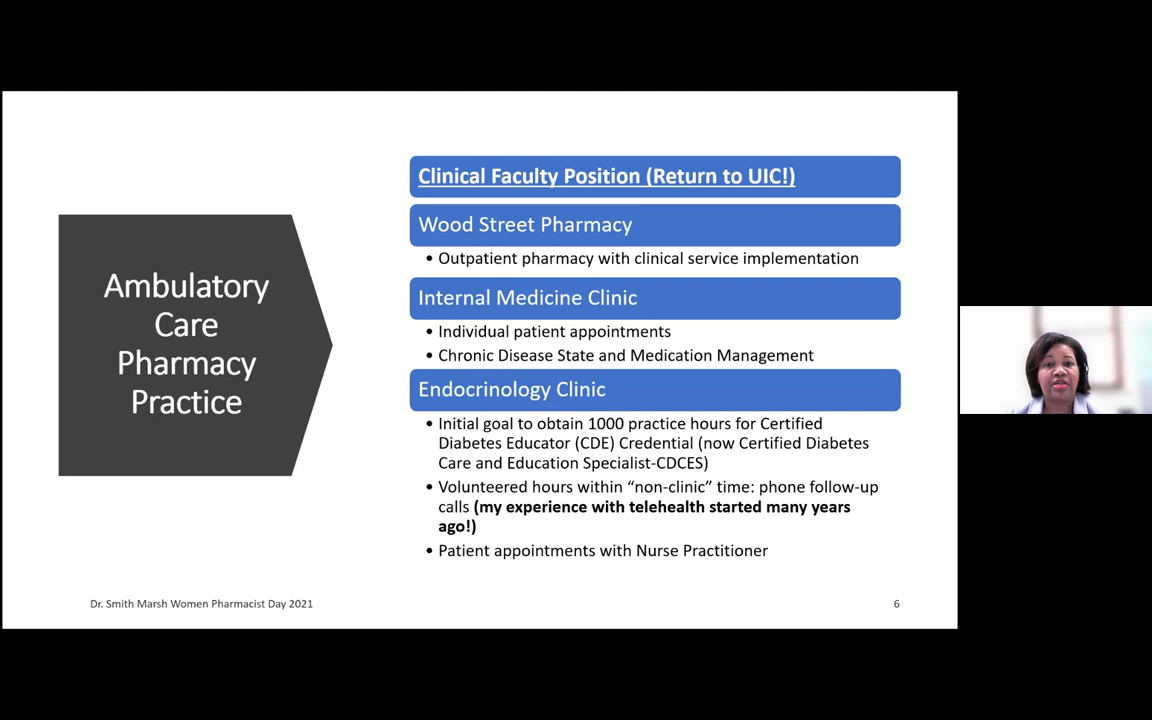 Ambulatory
Care
Pharmacy
Practice
Clinical Faculty Position (Return to UIC!)
Wood Street Pharmacy
• Outpatient pharmacy with clinical service implementation
Internal Medicine Clinic
• Individual patient appointments
• Chronic Disease State and Medication Management
Endocrinology Clinic
• Initial goal to obtain 1000 practice hours for Certified
Diabetes Educator (CDE) Credential (now Certified Diabetes
Care and Education Specialist-CDCES)
• Volunteered hours within “non-clinic” time: phone follow-up
calls (my experience with telehealth started many years
ago!)
• Patient appointments with Nurse Practitioner
Dr. Smith Marsh Women Pharmacist Day 2021
6